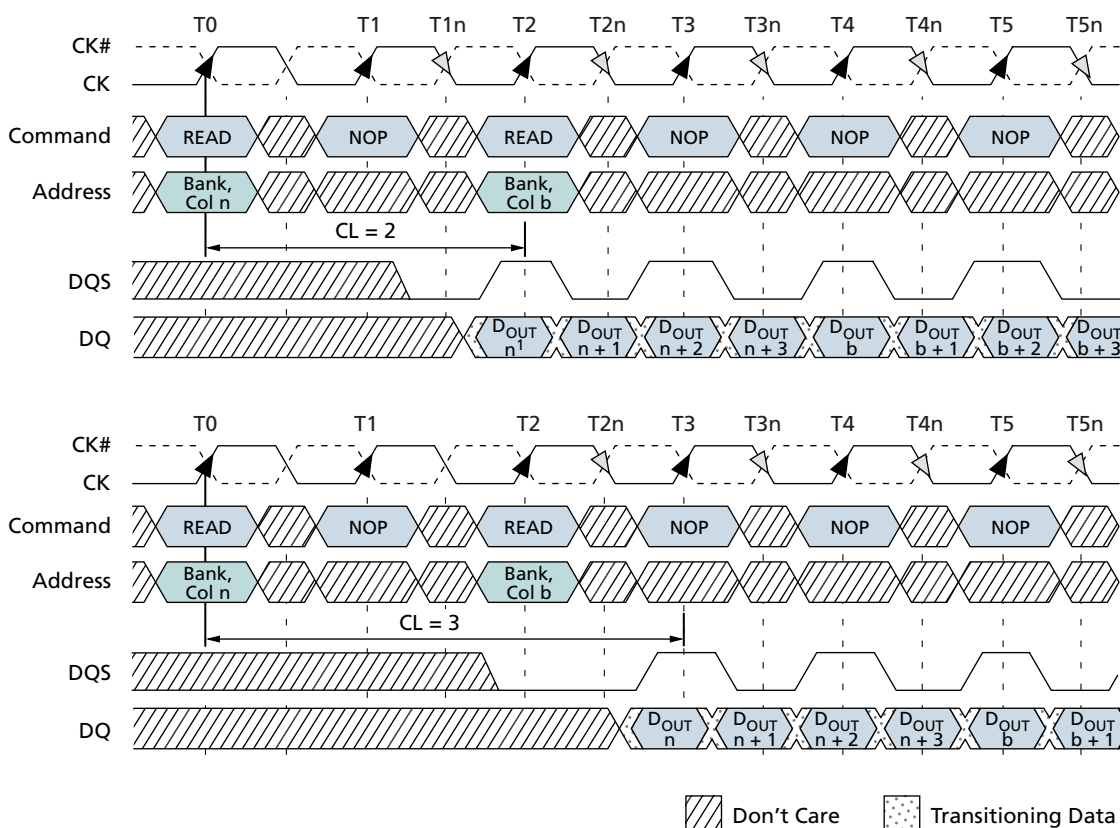 T0 T1 T1n T2 T2n T3 T3n T4 T4n T5 T5n
CK#
CK
Command READ NOP READ NOP NOP NOP
Address Bank, Col n Bank, Col b
CL = 2
DQS
DQ DOUT n1 DOUT n + 1 DOUT n + 2 DOUT n + 3 DOUT b DOUT b + 1 DOUT b + 2 DOUT b + 3
T0 T1 T2 T2n T3 T3n T4 T4n T5 T5n
CK#
CK
Command READ NOP READ NOP NOP NOP
Address Bank, Col n Bank, Col b
CL = 3
DQS
DQ DOUT n DOUT n + 1 DOUT n + 2 DOUT n + 3 DOUT b DOUT b + 1
Don't Care Transitioning Data